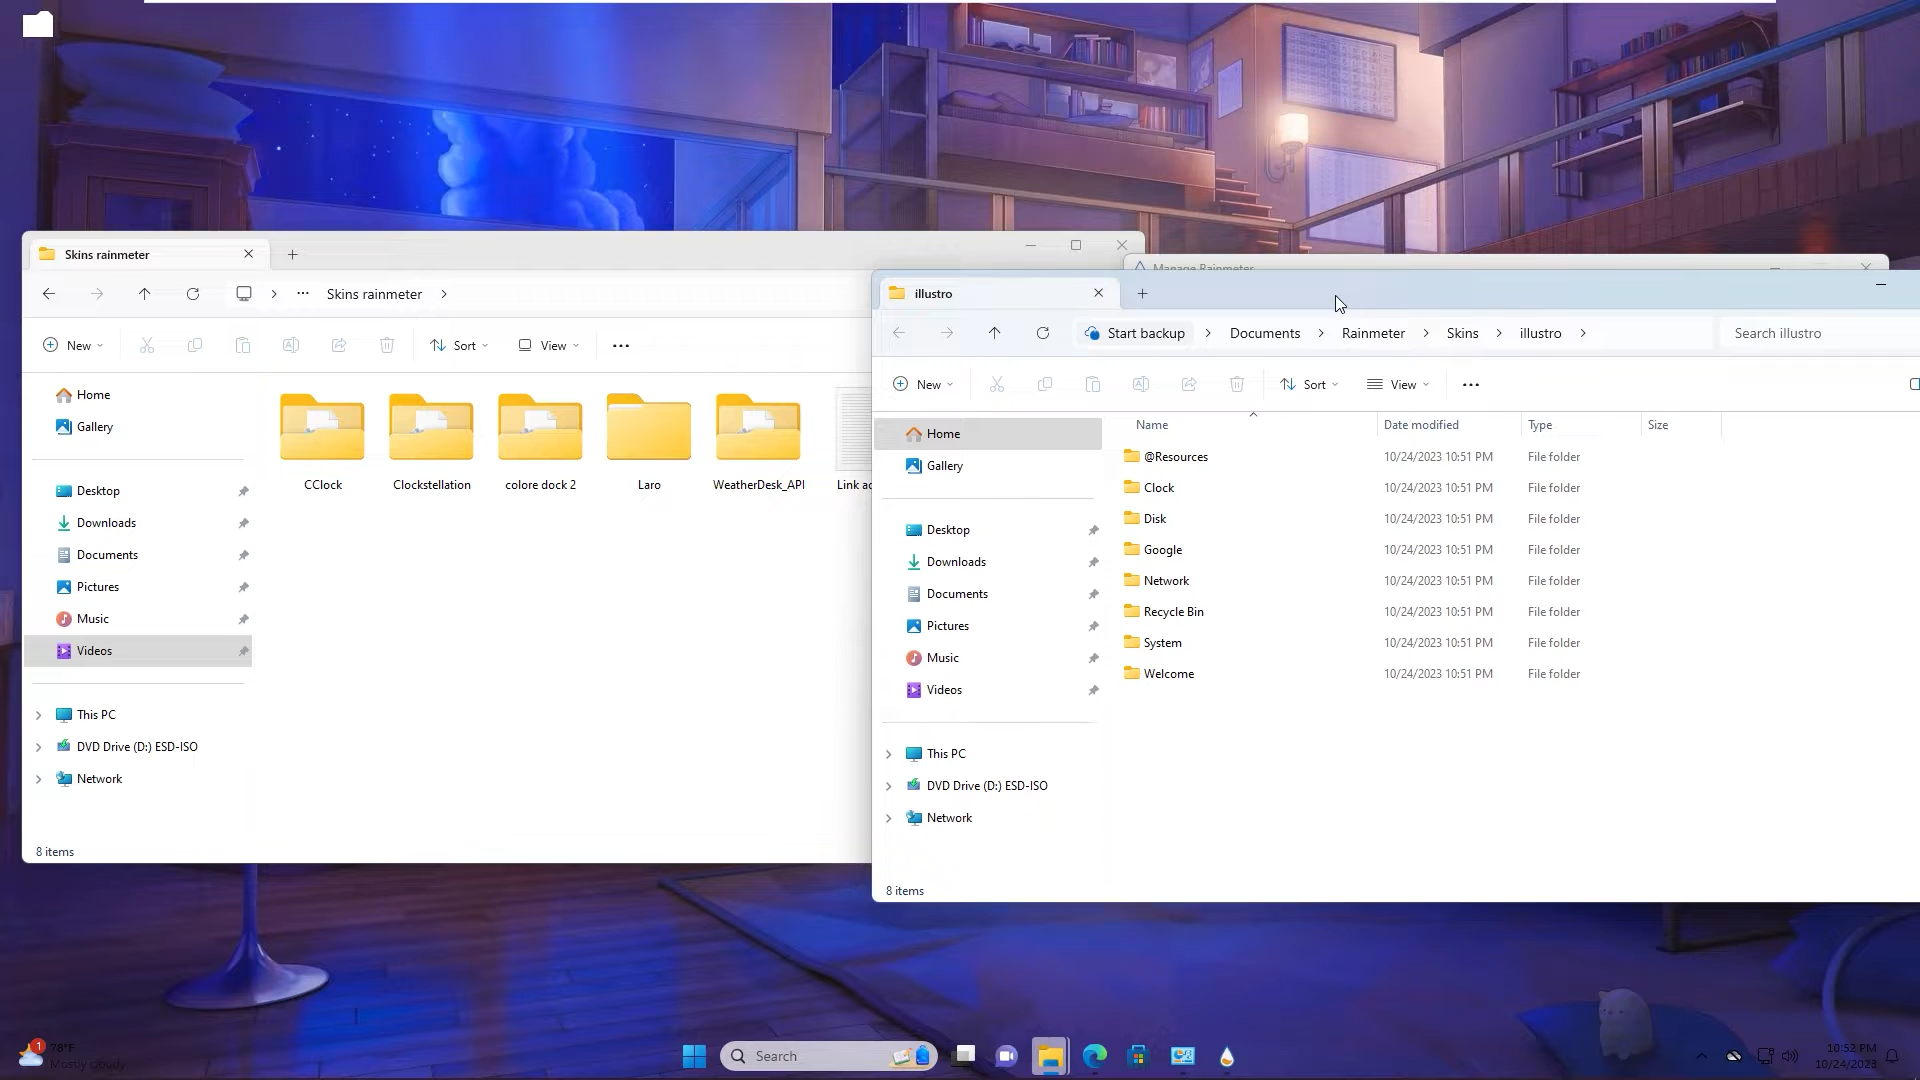 Skins rainmeter
Skins rainmeter
New
Sort
View
Home
Gallery
Desktop
Downloads
Documents
Pictures
Music
Videos
This PC
DVD Drive (D:) ESD-ISO
Network
CClock
Clockstellation
colore dock 2
Laro
WeatherDesk_API
Link
8 items
Manage Rainmeter
illustro
Start backup
Documents
Rainmeter
Skins
illustro
Search illustro
New
Sort
View
Home
Gallery
Desktop
Downloads
Documents
Pictures
Music
Videos
This PC
DVD Drive (D:) ESD-ISO
Network
Name Date modified Type Size
@Resources 10/24/2023 10:51 PM File folder
Clock 10/24/2023 10:51 PM File folder
Disk 10/24/2023 10:51 PM File folder
Google 10/24/2023 10:51 PM File folder
Network 10/24/2023 10:51 PM File folder
Recycle Bin 10/24/2023 10:51 PM File folder
System 10/24/2023 10:51 PM File folder
Welcome 10/24/2023 10:51 PM File folder
8 items
1
78°F
Mostly cloudy
Search
10:52 PM
10/24/2023